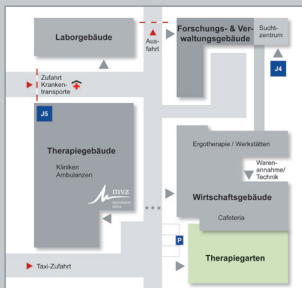 Laborgebäude
Aus-
fahrt
Forschungs- & Ver-
waltungsgebäude
Sucht-
zentrum
J4
Zufahrt
Kranken-
transporte
J5
Therapiegebäude
Kliniken
Ambulanzen
mvz
Ergotherapie / Werkstätten
Waren-
annahme/
Technik
Wirtschaftsgebäude
Cafeteria
P
Therapiegarten
Taxi-Zufahrt